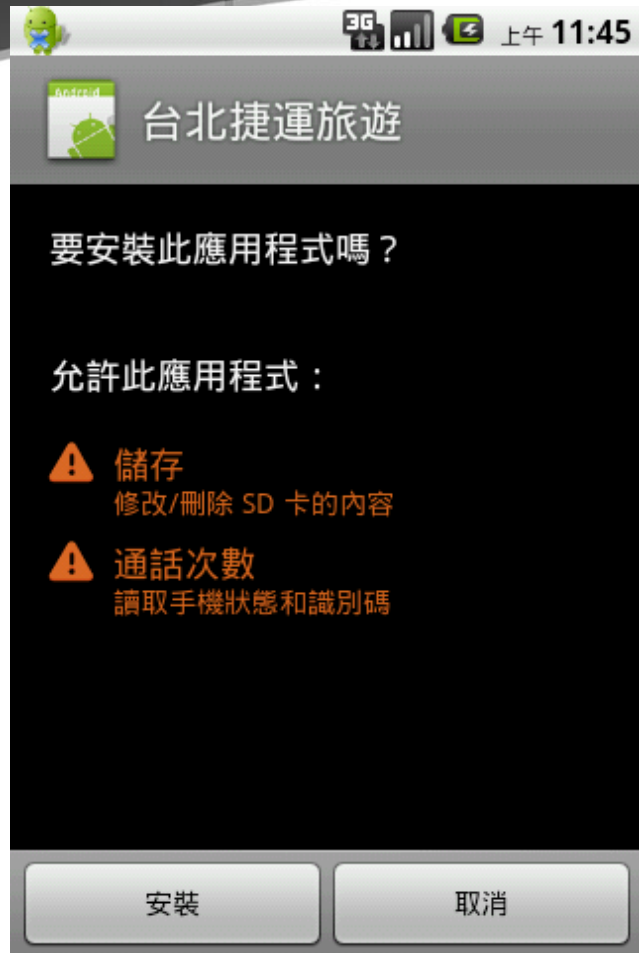 3G
上午 11:45
Android
台北捷運旅遊
要安裝此應用程式嗎？
允許此應用程式：
儲存
修改/刪除 SD 卡的內容
通話次數
讀取手機狀態和識別碼
安裝
取消